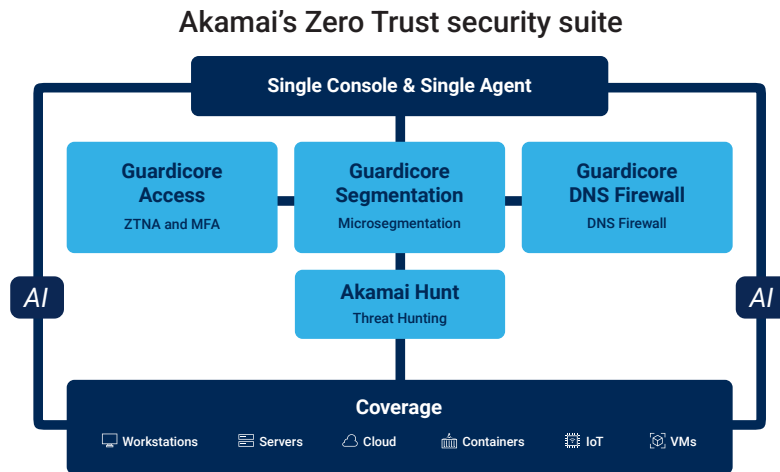 Akamai's Zero Trust security suite
Single Console & Single Agent
Guardicore
Access
ZTNA and MFA
Guardicore
Segmentation
Microsegmentation
Guardicore
DNS Firewall
DNS Firewall
AI
AI
Akamai Hunt
Threat Hunting
Coverage
Workstations
Servers
Cloud
Containers
IoT
VMs